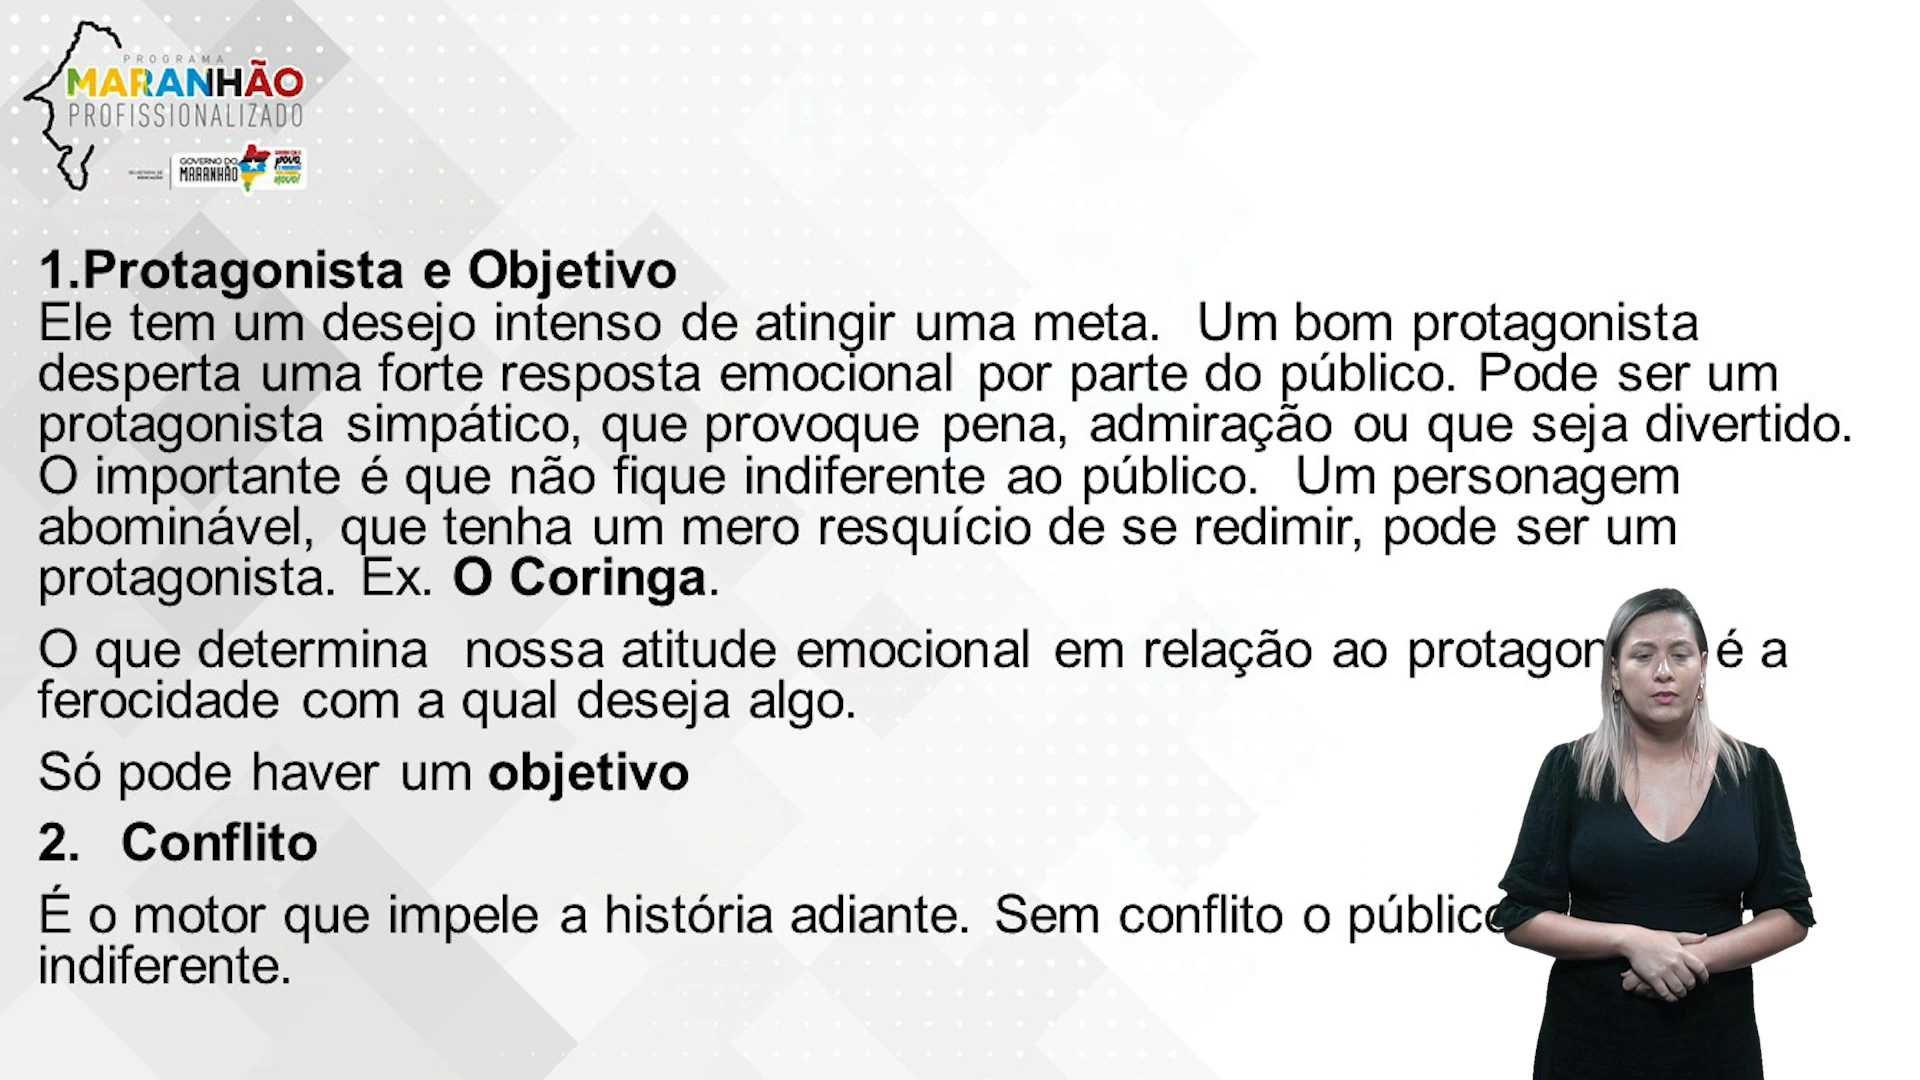 PROGRAMA
MARANHÃO
PROFISSIONALIZADO
SECRETARIA DE
EDUCAÇÃO
GOVERNO DO
MARANHÃO
1.Protagonista e Objetivo
Ele tem um desejo intenso de atingir uma meta. Um bom protagonista
desperta uma forte resposta emocional por parte do público. Pode ser um
protagonista simpático, que provoque pena, admiração ou que seja divertido.
O importante é que não fique indiferente ao público. Um personagem
abominável, que tenha um mero resquício de se redimir, pode ser um
protagonista. Ex. O Coringa.
O que determina nossa atitude emocional em relação ao protagon é a
ferocidade com a qual deseja algo.
Só pode haver um objetivo
2. Conflito
É o motor que impele a história adiante. Sem conflito o público
indiferente.